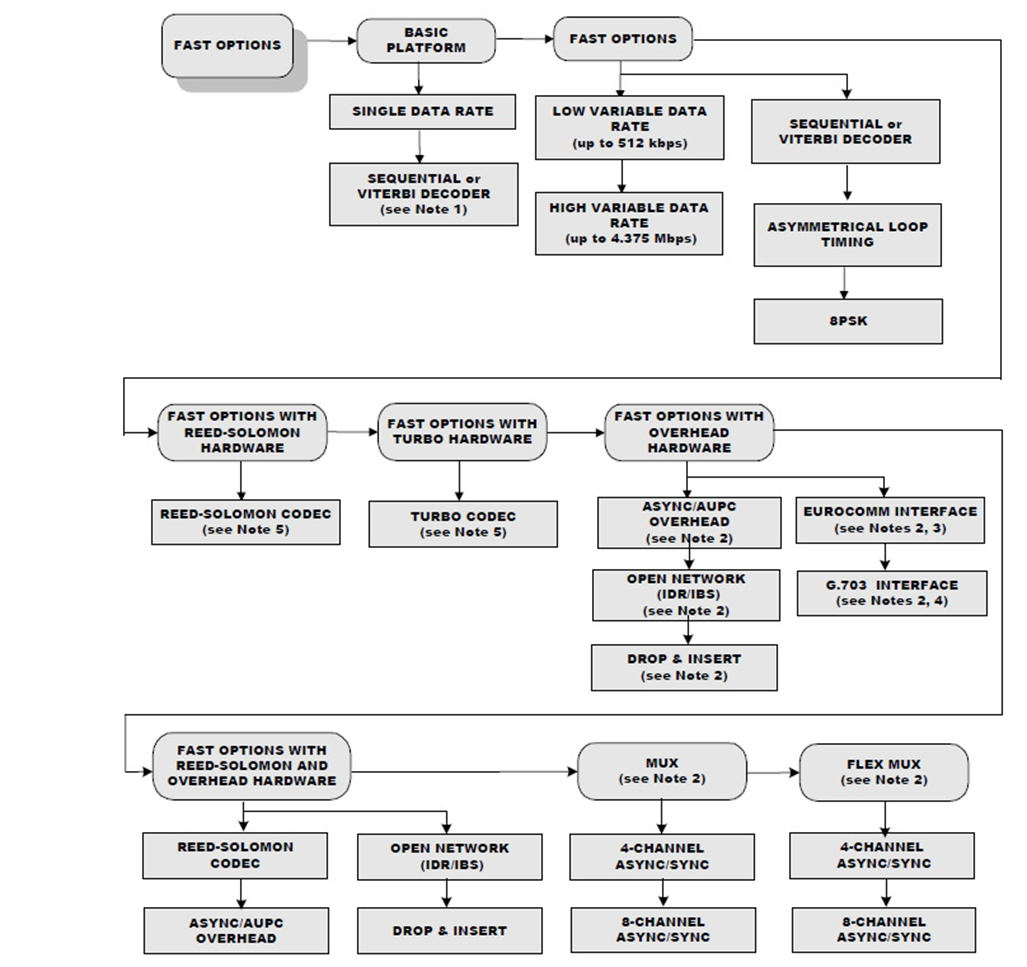 FAST OPTIONS
BASIC
PLATFORM
FAST OPTIONS
SINGLE DATA RATE
SEQUENTIAL or
VITERBI DECODER
(see Note 1)
LOW VARIABLE DATA
RATE
(up to 512 kbps)
HIGH VARIABLE DATA
RATE
(up to 4.375 Mbps)
SEQUENTIAL or
VITERBI DECODER
ASYMMETRICAL LOOP
TIMING
8PSK
FAST OPTIONS WITH
REED-SOLOMON
HARDWARE
FAST OPTIONS WITH
TURBO HARDWARE
FAST OPTIONS WITH
OVERHEAD
HARDWARE
REED-SOLOMON CODEC
(see Note 5)
TURBO CODEC
(see Note 5)
ASYNC/AUPC
OVERHEAD
(see Note 2)
OPEN NETWORK
(IDR/IBS)
(see Note 2)
DROP & INSERT
(see Note 2)
EUROCOMM INTERFACE
(see Notes 2, 3)
G.703 INTERFACE
(see Notes 2, 4)
FAST OPTIONS WITH
REED-SOLOMON AND
OVERHEAD HARDWARE
MUX
(see Note 2)
FLEX MUX
(see Note 2)
REED-SOLOMON
CODEC
ASYNC/AUPC
OVERHEAD
OPEN NETWORK
(IDR/IBS)
DROP & INSERT
4-CHANNEL
ASYNC/SYNC
8-CHANNEL
ASYNC/SYNC
4-CHANNEL
ASYNC/SYNC
8-CHANNEL
ASYNC/SYNC